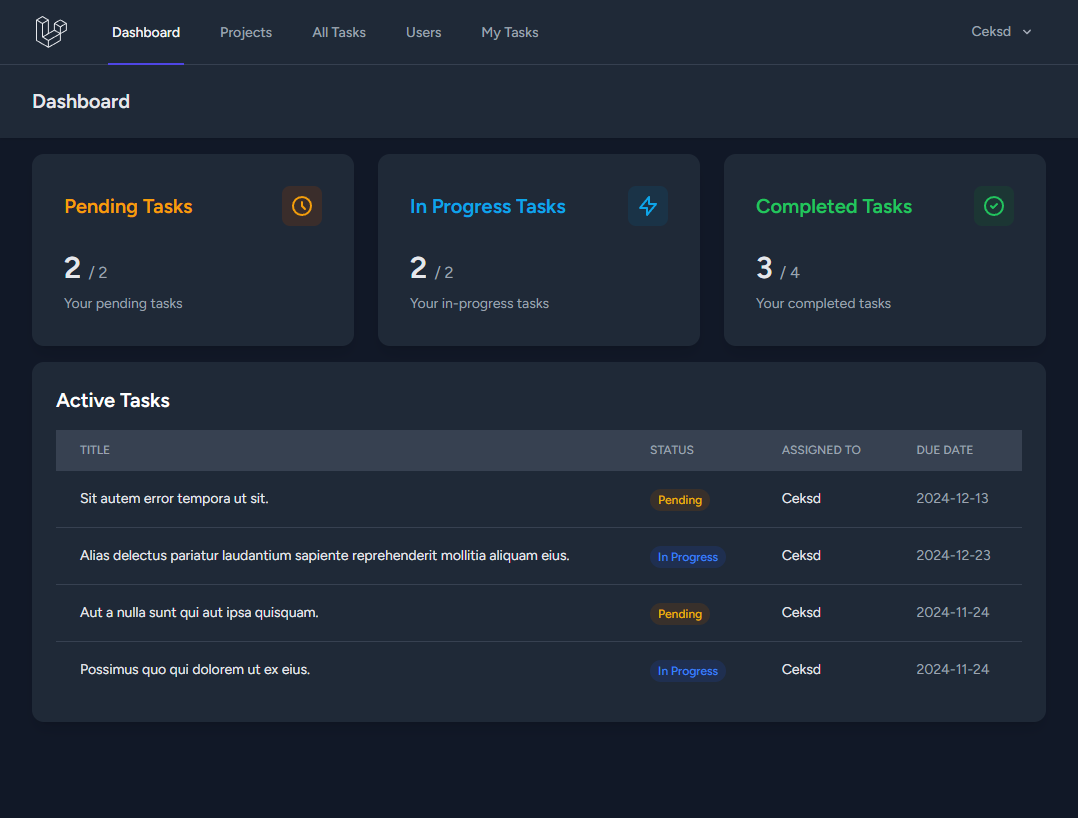 Dashboard Projects All Tasks Users My Tasks Ceksd
Dashboard
Pending Tasks In Progress Tasks Completed Tasks
2 / 2 2 / 2 3 / 4
Your pending tasks Your in-progress tasks Your completed tasks
Active Tasks
TITLE STATUS ASSIGNED TO DUE DATE
Sit autem error tempora ut sit. Pending Ceksd 2024-12-13
Alias delectus pariatur laudantium sapiente reprehenderit mollitia aliquam eius. In Progress Ceksd 2024-12-23
Aut a nulla sunt qui aut ipsa quisquam. Pending Ceksd 2024-11-24
Possimus quo qui dolorem ut ex eius. In Progress Ceksd 2024-11-24